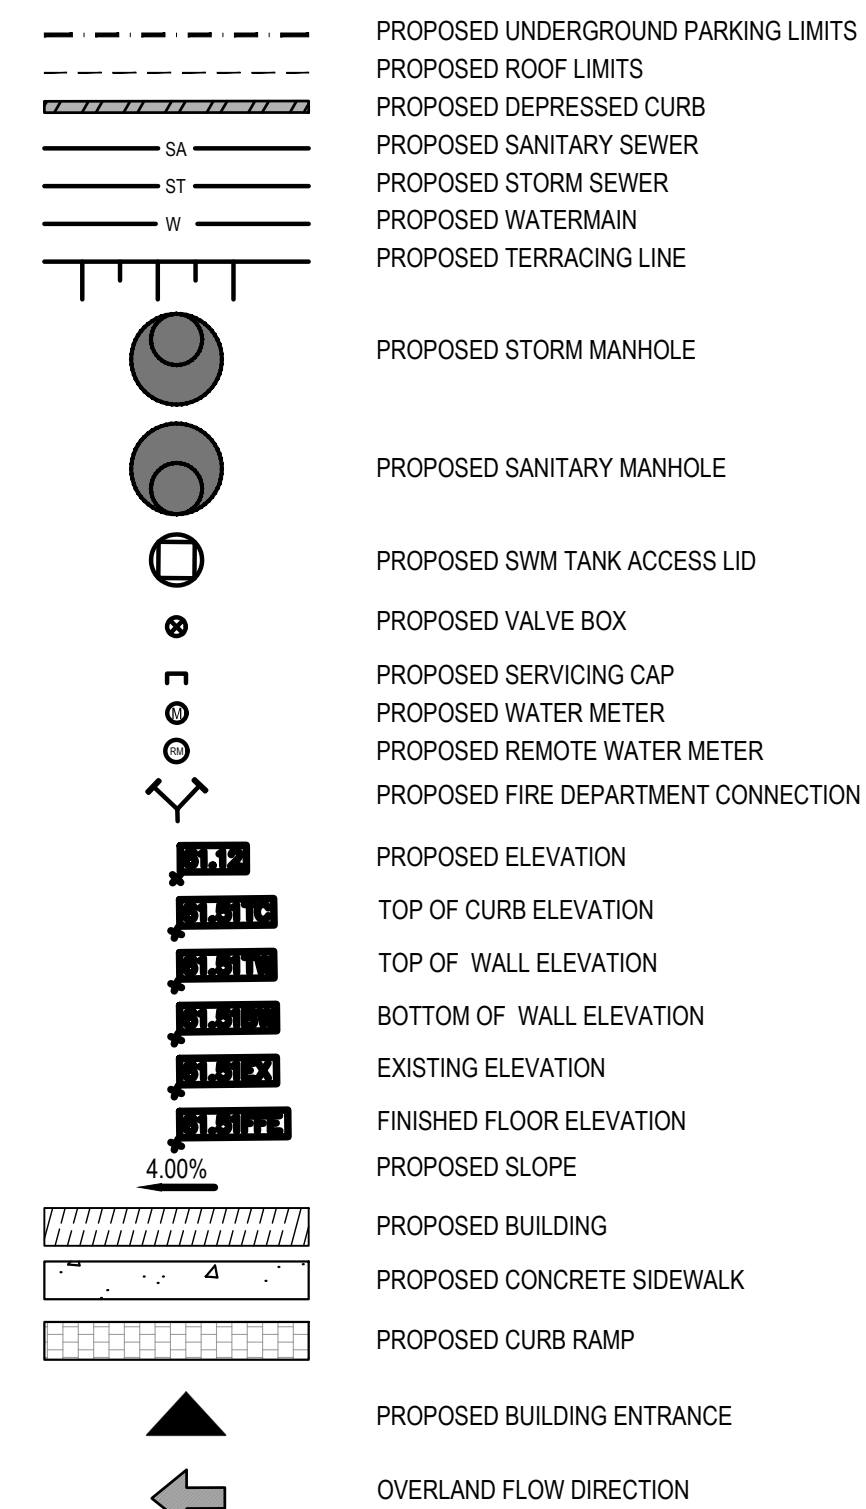 PROPOSED UNDERGROUND PARKING LIMITS
PROPOSED ROOF LIMITS
PROPOSED DEPRESSED CURB
SA PROPOSED SANITARY SEWER
ST PROPOSED STORM SEWER
W PROPOSED WATERMAIN
PROPOSED TERRACING LINE
PROPOSED STORM MANHOLE
PROPOSED SANITARY MANHOLE
PROPOSED SWM TANK ACCESS LID
PROPOSED VALVE BOX
PROPOSED SERVICING CAP
M PROPOSED WATER METER
RM PROPOSED REMOTE WATER METER
PROPOSED FIRE DEPARTMENT CONNECTION
PROPOSED ELEVATION
TOP OF CURB ELEVATION
TOP OF WALL ELEVATION
BOTTOM OF WALL ELEVATION
EXISTING ELEVATION
FINISHED FLOOR ELEVATION
4.00% PROPOSED SLOPE
PROPOSED BUILDING
PROPOSED CONCRETE SIDEWALK
PROPOSED CURB RAMP
PROPOSED BUILDING ENTRANCE
OVERLAND FLOW DIRECTION